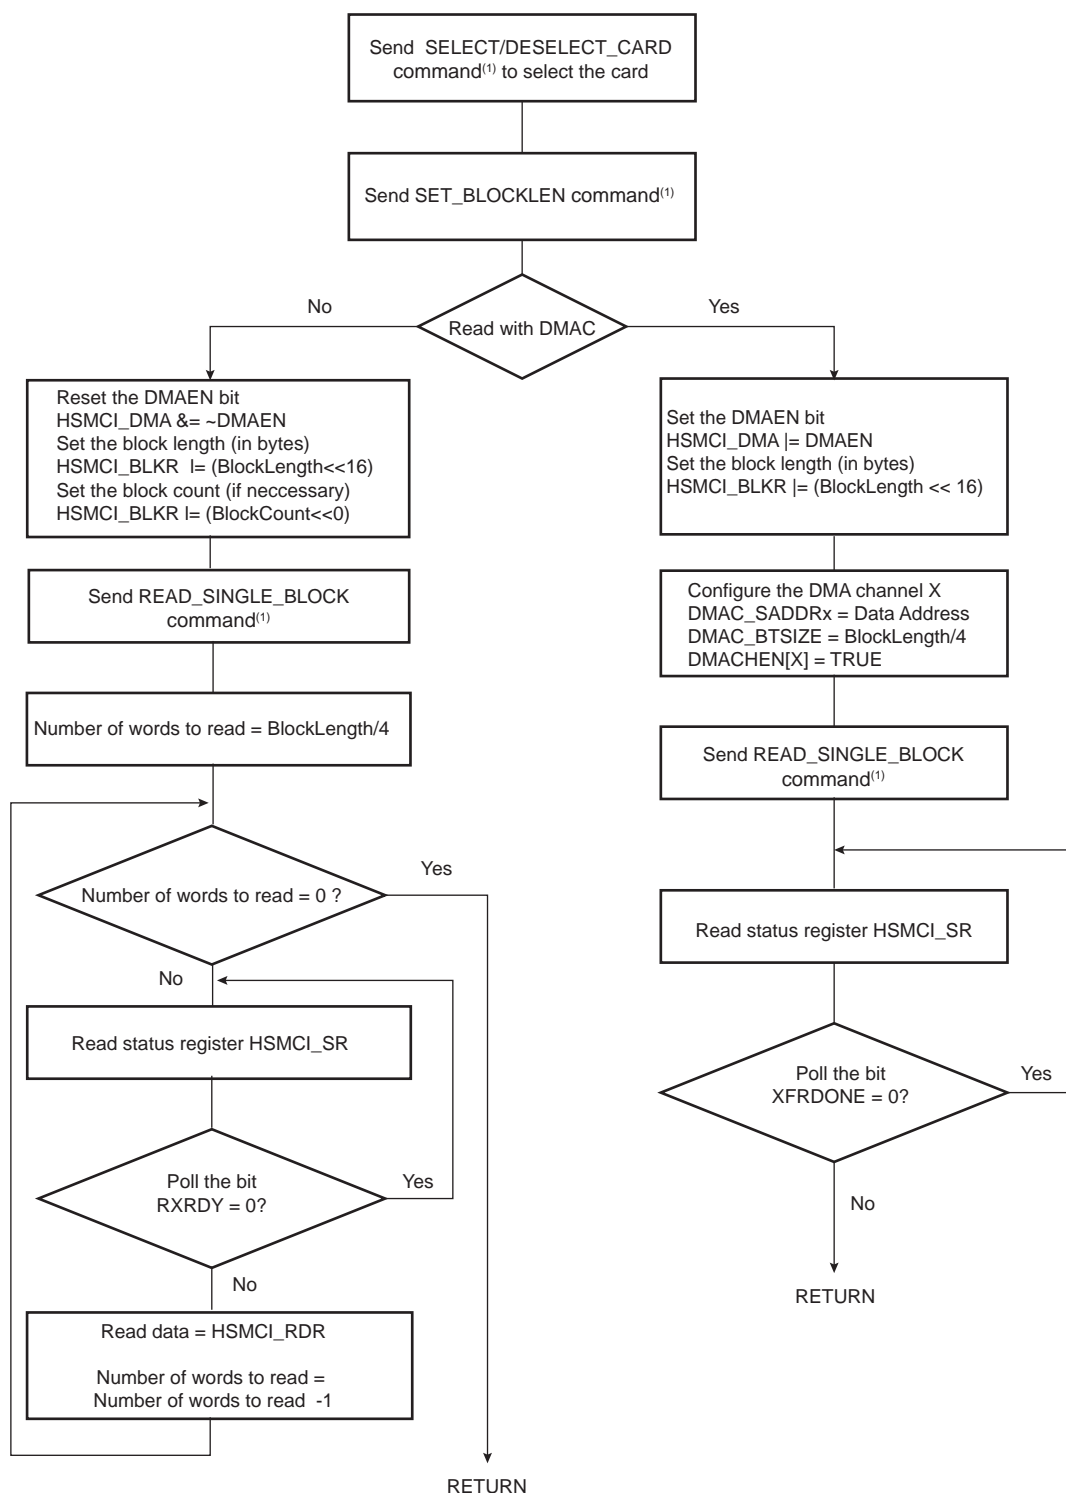 Send SELECT/DESELECT_CARD
command(1) to select the card
Send SET_BLOCKLEN command(1)
No
Yes
Read with DMAC
Reset the DMAEN bit
HSMCI_DMA &= ~DMAEN
Set the block length (in bytes)
HSMCI_BLKR l= (BlockLength<<16)
Set the block count (if neccessary)
HSMCI_BLKR l= (BlockCount<<0)
Send READ_SINGLE_BLOCK
command(1)
Number of words to read = BlockLength/4
Number of words to read = 0 ?
Yes
No
Read status register HSMCI_SR
Poll the bit
RXRDY = 0?
Yes
No
Read data = HSMCI_RDR
Number of words to read =
Number of words to read -1
RETURN
Set the DMAEN bit
HSMCI_DMA |= DMAEN
Set the block length (in bytes)
HSMCI_BLKR |= (BlockLength << 16)
Configure the DMA channel X
DMAC_SADDRx = Data Address
DMAC_BTSIZE = BlockLength/4
DMACHEN[X] = TRUE
Send READ_SINGLE_BLOCK
command(1)
Read status register HSMCI_SR
Poll the bit
XFRDONE = 0?
Yes
No
RETURN